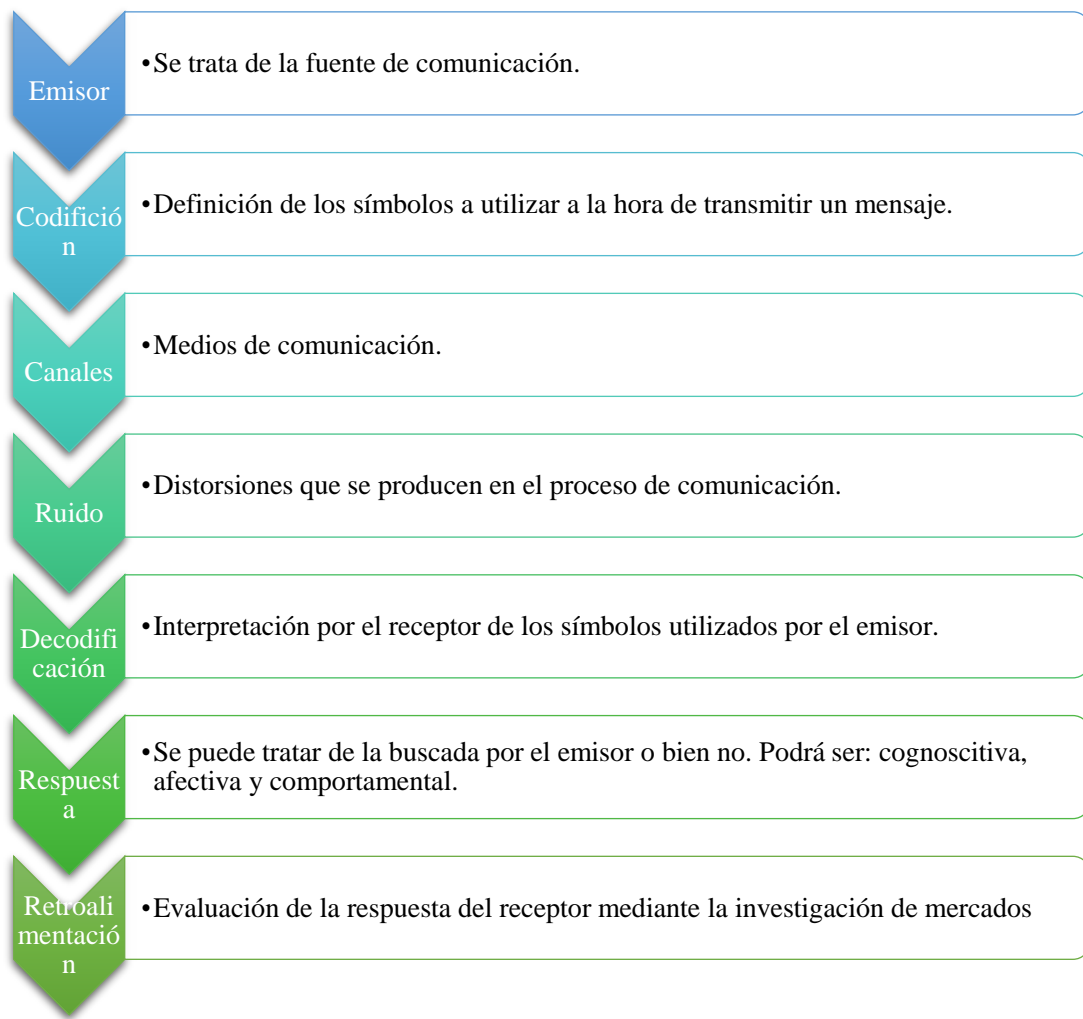 Emisor
•Se trata de la fuente de comunicación.
Codifició
n
•Definición de los símbolos a utilizar a la hora de transmitir un mensaje.
Canales
•Medios de comunicación.
Ruido
•Distorsiones que se producen en el proceso de comunicación.
Decodifi
cación
•Interpretación por el receptor de los símbolos utilizados por el emisor.
Respuest
a
•Se puede tratar de la buscada por el emisor o bien no. Podrá ser: cognoscitiva,
afectiva y comportamental.
Retroali
mentació
n
•Evaluación de la respuesta del receptor mediante la investigación de mercados